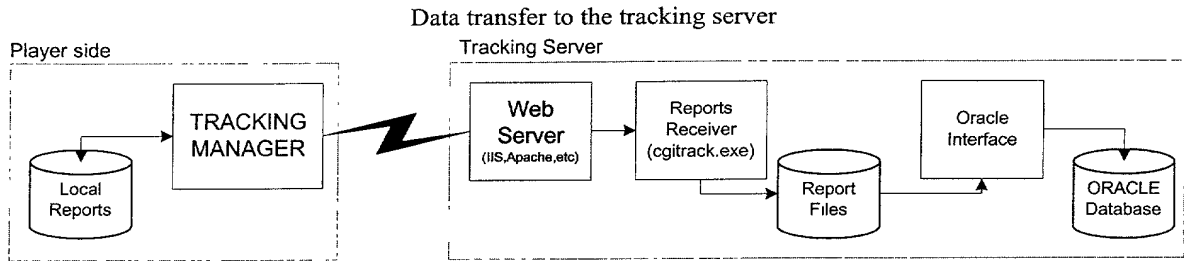 Data transfer to the tracking server
Player side
Tracking Server
TRACKING
MANAGER
Local
Reports
Web
Server
(IIS,Apache,etc)
Reports
Receiver
(cgitrack.exe)
Report
Files
Oracle
Interface
ORACLE
Database